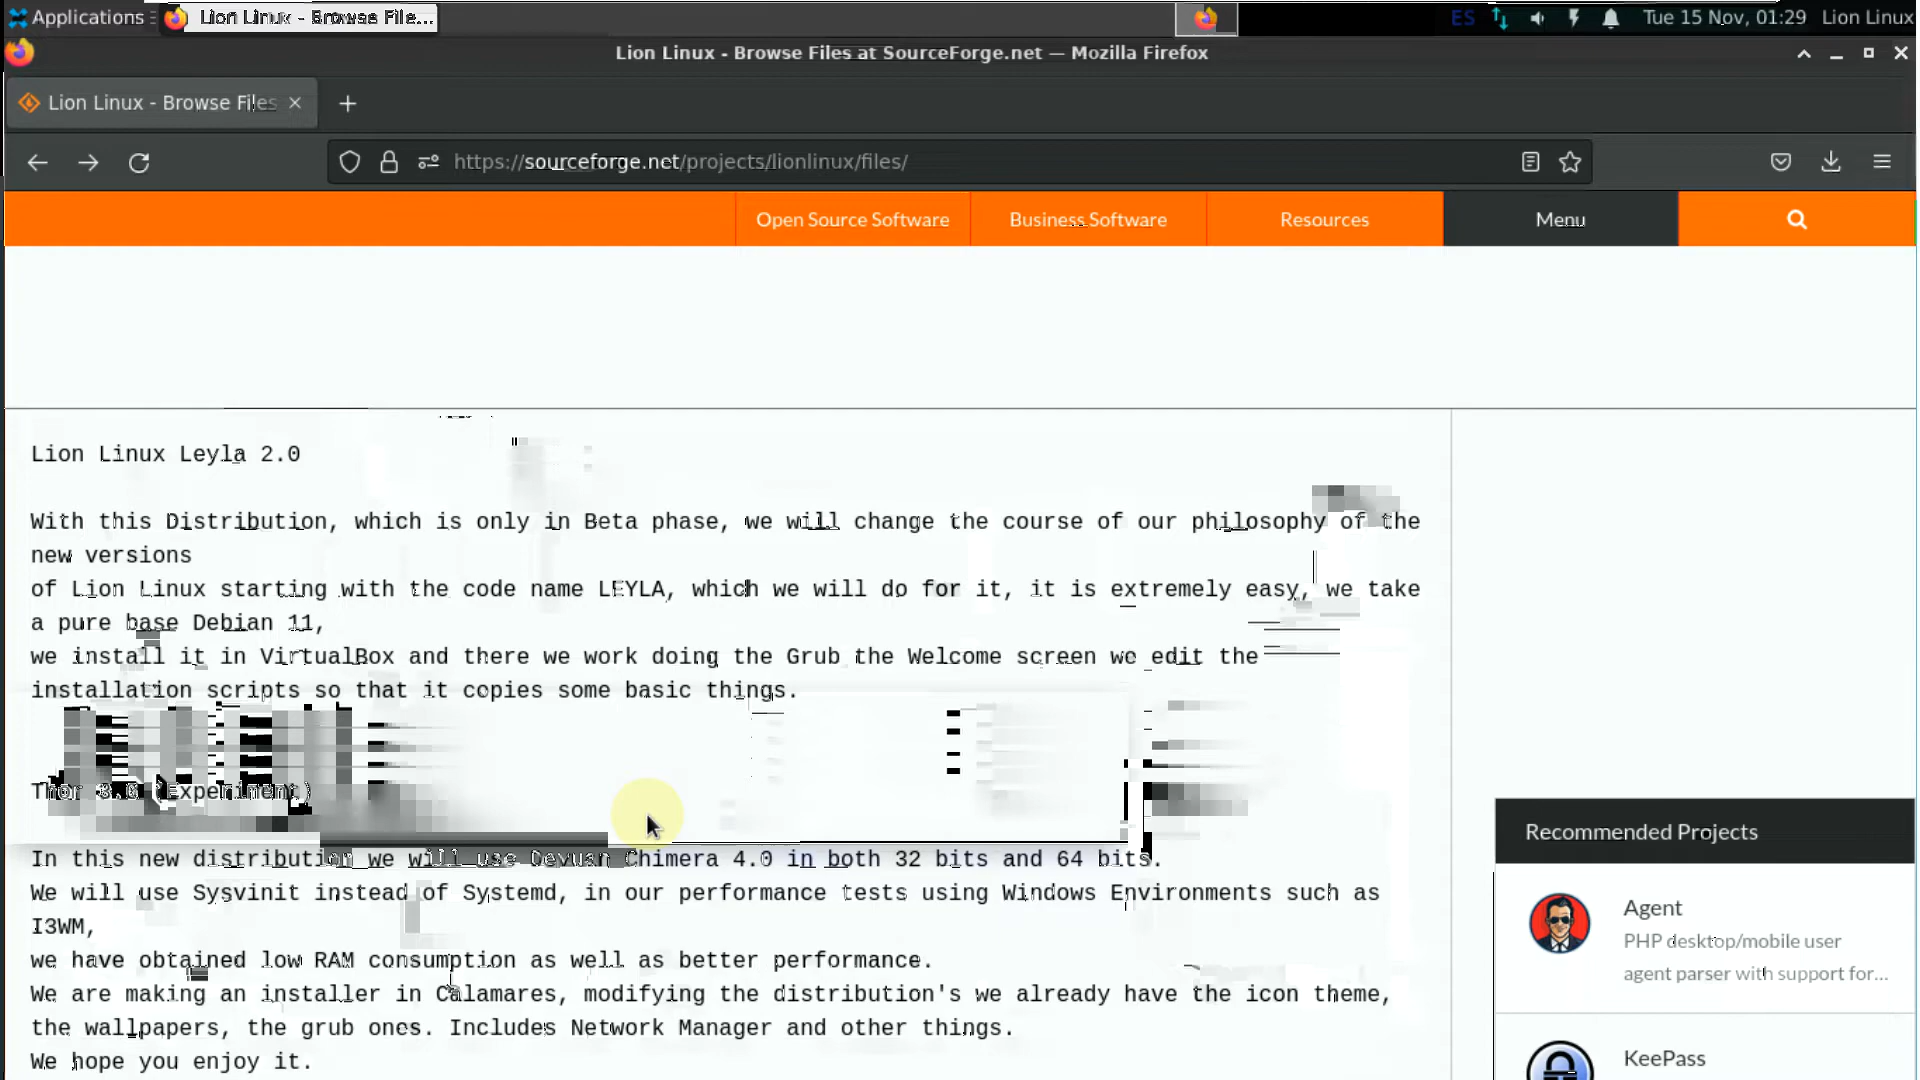 Applications
Lion Linux - Browse File...
ES
Tue 15 Nov, 01:29
Lion Linux
Lion Linux - Browse Files at SourceForge.net — Mozilla Firefox
Lion Linux - Browse Files
https://sourceforge.net/projects/lionlinux/files/
Open Source Software
Business Software
Resources
Menu
Lion Linux Leyla 2.0
With this Distribution, which is only in Beta phase, we will change the course of our philosophy of the
new versions
of Lion Linux starting with the code name LEYLA, which we will do for it, it is extremely easy, we take
a pure base Debian 11,
we install it in VirtualBox and there we work doing the Grub the Welcome screen we edit the
installation scripts so that it copies some basic things.
Thor 3.0 (Experiment)
In this new distribution we will use Devuan Chimera 4.0 in both 32 bits and 64 bits.
We will use Sysvinit instead of Systemd, in our performance tests using Windows Environments such as
I3WM,
we have obtained low RAM consumption as well as better performance.
We are making an installer in Calamares, modifying the distribution's we already have the icon theme,
the wallpapers, the grub ones. Includes Network Manager and other things.
We hope you enjoy it.
Recommended Projects
Agent
PHP desktop/mobile user
agent parser with support for...
KeePass